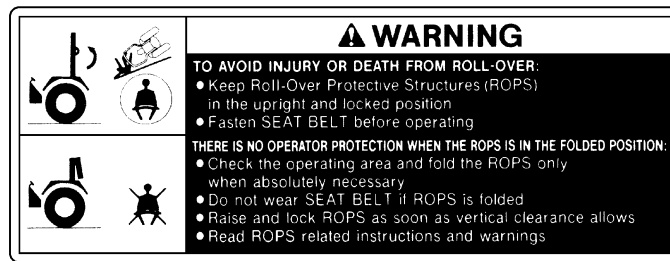 ⚠ WARNING
TO AVOID INJURY OR DEATH FROM ROLL-OVER:
● Keep Roll-Over Protective Structures (ROPS)
in the upright and locked position
● Fasten SEAT BELT before operating
THERE IS NO OPERATOR PROTECTION WHEN THE ROPS IS IN THE FOLDED POSITION:
● Check the operating area and fold the ROPS only
when absolutely necessary
● Do not wear SEAT BELT if ROPS is folded
● Raise and lock ROPS as soon as vertical clearance allows
● Read ROPS related instructions and warnings